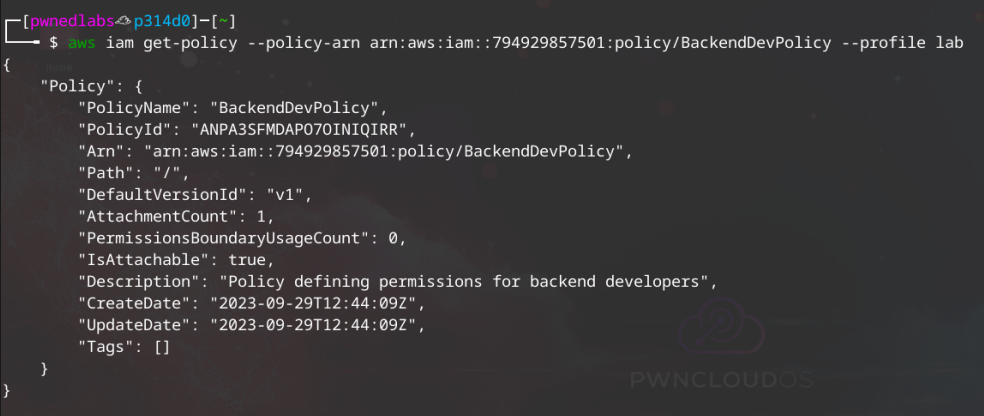 ┌─[pwnedlabs☁p314d0]─[~]
└──╼ $ aws iam get-policy --policy-arn arn:aws:iam::794929857501:policy/BackendDevPolicy --profile lab
{
    "Policy": {
        "PolicyName": "BackendDevPolicy",
        "PolicyId": "ANPA3SFMDAPO7OINIQIRR",
        "Arn": "arn:aws:iam::794929857501:policy/BackendDevPolicy",
        "Path": "/",
        "DefaultVersionId": "v1",
        "AttachmentCount": 1,
        "PermissionsBoundaryUsageCount": 0,
        "IsAttachable": true,
        "Description": "Policy defining permissions for backend developers",
        "CreateDate": "2023-09-29T12:44:09Z",
        "UpdateDate": "2023-09-29T12:44:09Z",
        "Tags": []
    }
}
PWNCLOUDOS